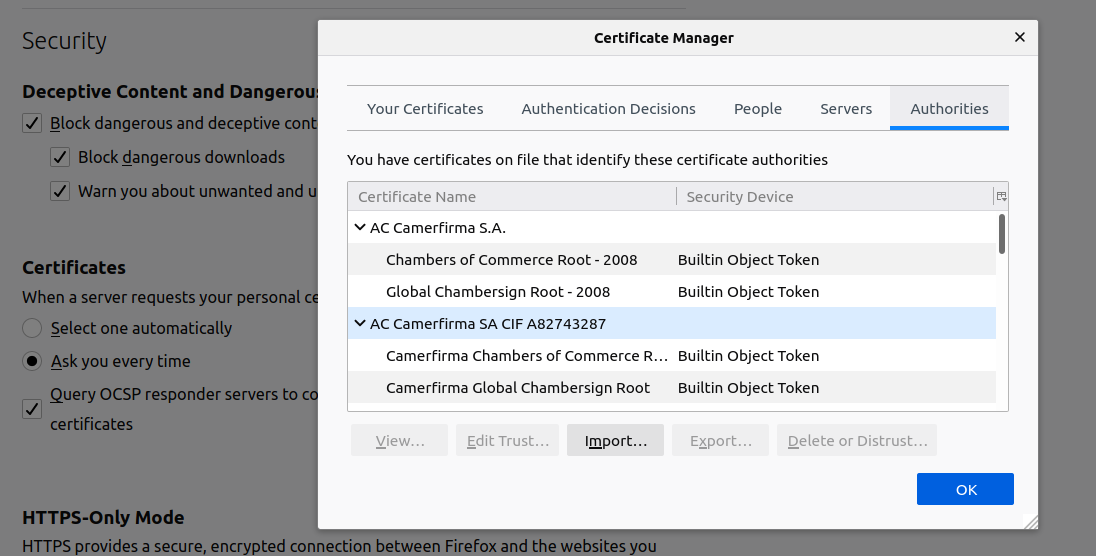 Security
Deceptive Content and Dangerous
Block dangerous and deceptive cont
Block dangerous downloads
Warn you about unwanted and u
Certificates
When a server requests your personal ce
Select one automatically
Ask you every time
Query OCSP responder servers to co
certificates
HTTPS-Only Mode
HTTPS provides a secure, encrypted connection between Firefox and the websites you
Certificate Manager
Your Certificates
Authentication Decisions
People
Servers
Authorities
You have certificates on file that identify these certificate authorities
Certificate Name Security Device
AC Camerfirma S.A.
Chambers of Commerce Root - 2008 Builtin Object Token
Global Chambersign Root - 2008 Builtin Object Token
AC Camerfirma SA CIF A82743287
Camerfirma Chambers of Commerce R... Builtin Object Token
Camerfirma Global Chambersign Root Builtin Object Token
View...
Edit Trust...
Import...
Export...
Delete or Distrust...
OK